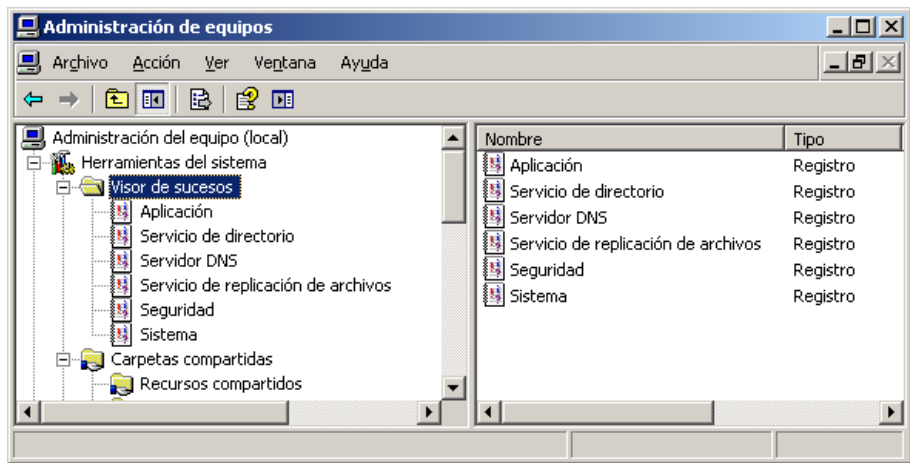 Administración de equipos
Archivo Acción Ver Ventana Ayuda
Administración del equipo (local)
Herramientas del sistema
Visor de sucesos
Aplicación
Servicio de directorio
Servidor DNS
Servicio de replicación de archivos
Seguridad
Sistema
Carpetas compartidas
Recursos compartidos
Nombre Tipo
Aplicación Registro
Servicio de directorio Registro
Servidor DNS Registro
Servicio de replicación de archivos Registro
Seguridad Registro
Sistema Registro